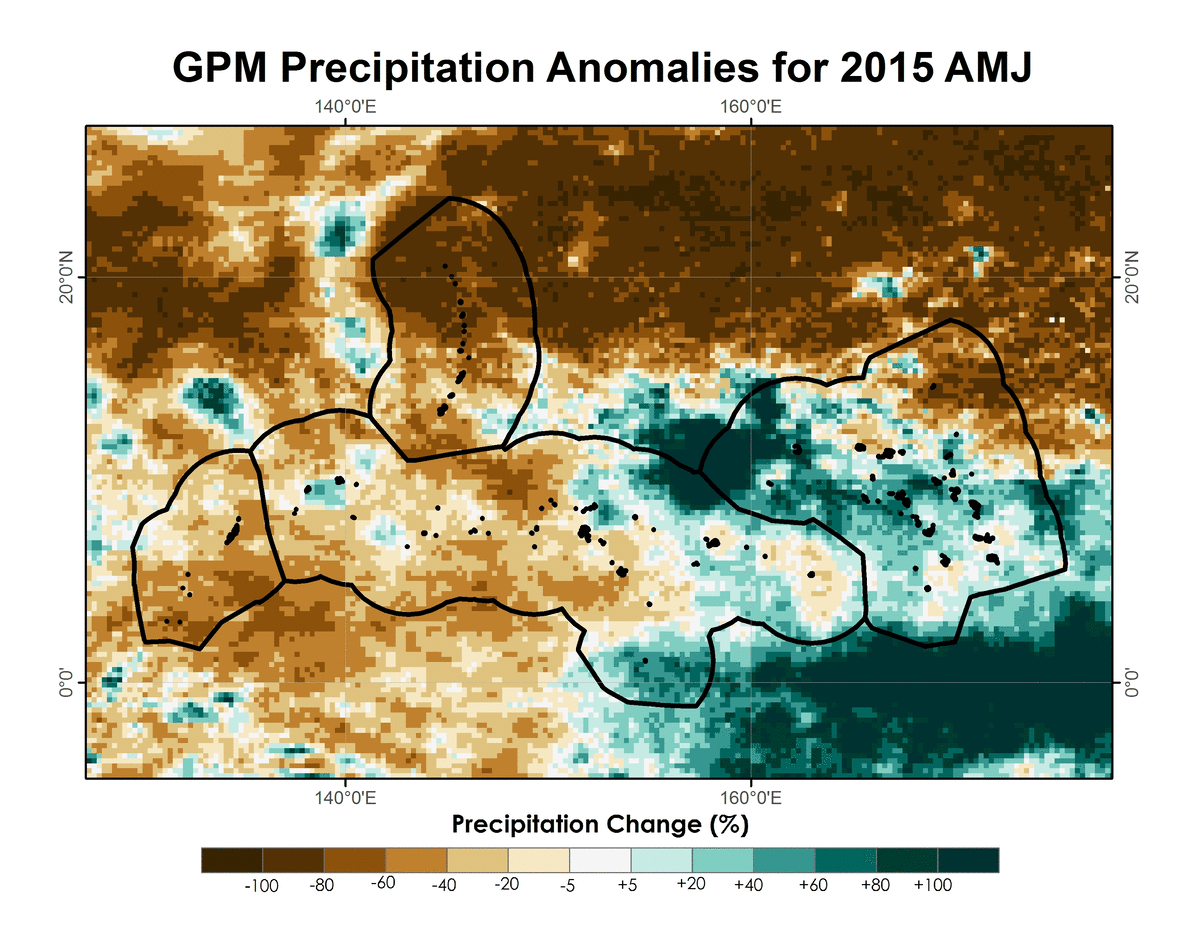 GPM Precipitation Anomalies for 2015 AMJ
140°0'E 160°0'E
20°0'N 20°0'N
0°0' 0°0'
140°0'E 160°0'E
Precipitation Change (%)
-100 -80 -60 -40 -20 -5 +5 +20 +40 +60 +80 +100